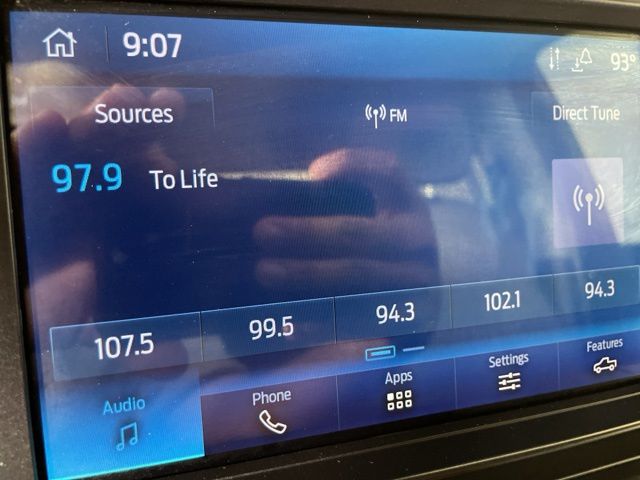 9:07 93°
Sources FM Direct Tune
97.9 To Life
107.5 99.5 94.3 102.1 94.3
Audio Phone Apps Settings Features